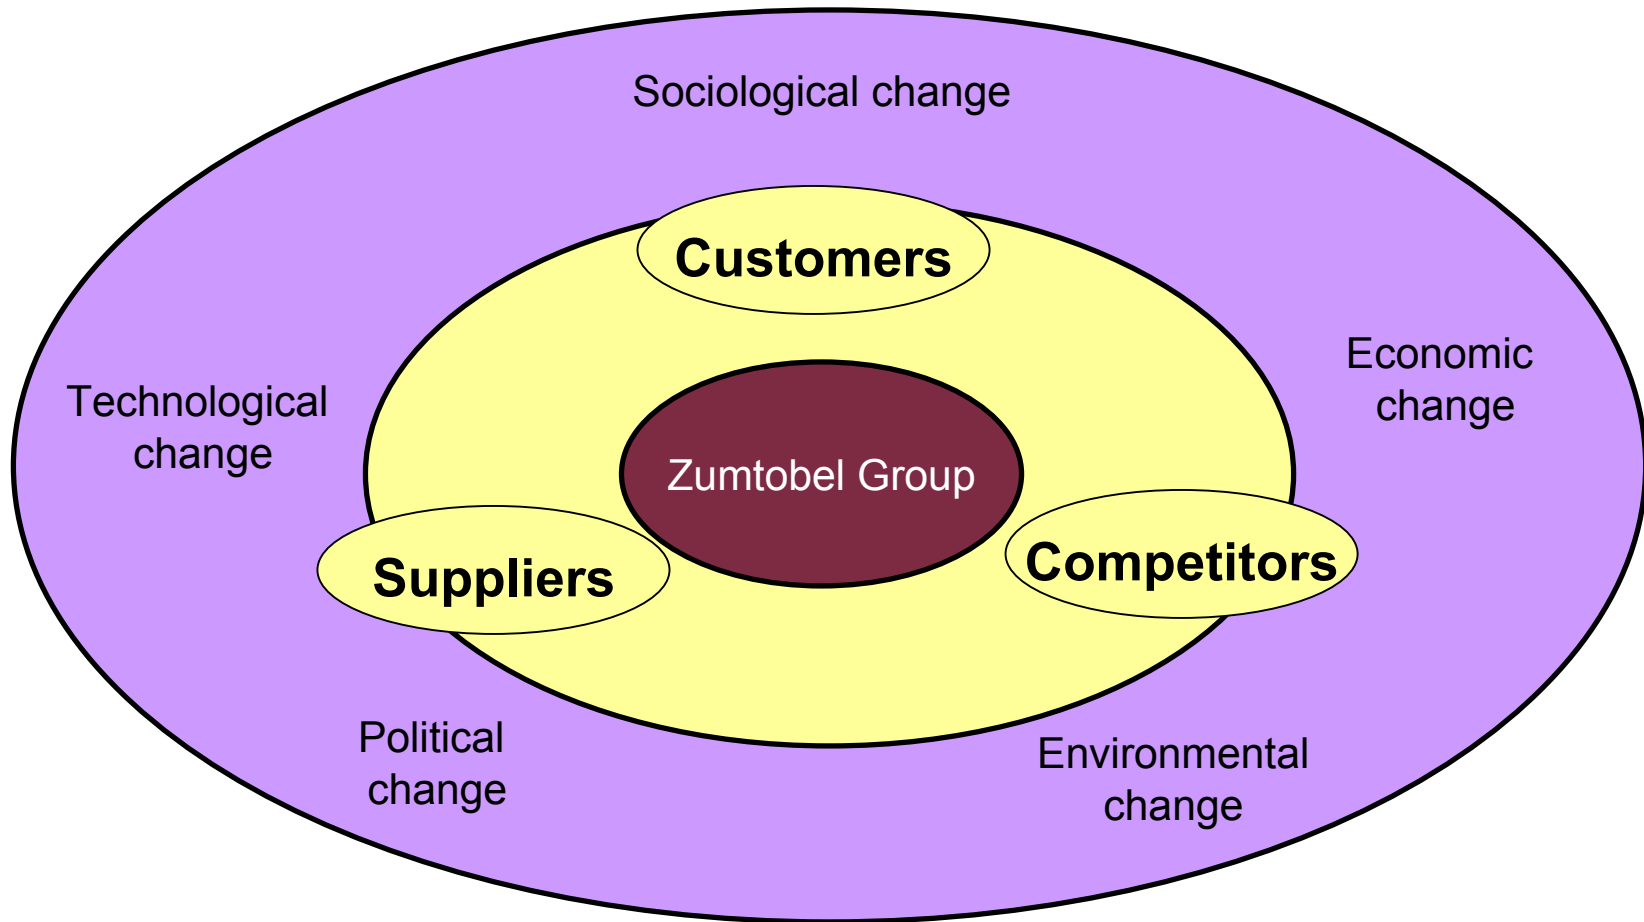 Sociological change
Customers
Economic
change
Technological
change
Zumtobel Group
Suppliers
Competitors
Political
change
Environmental
change